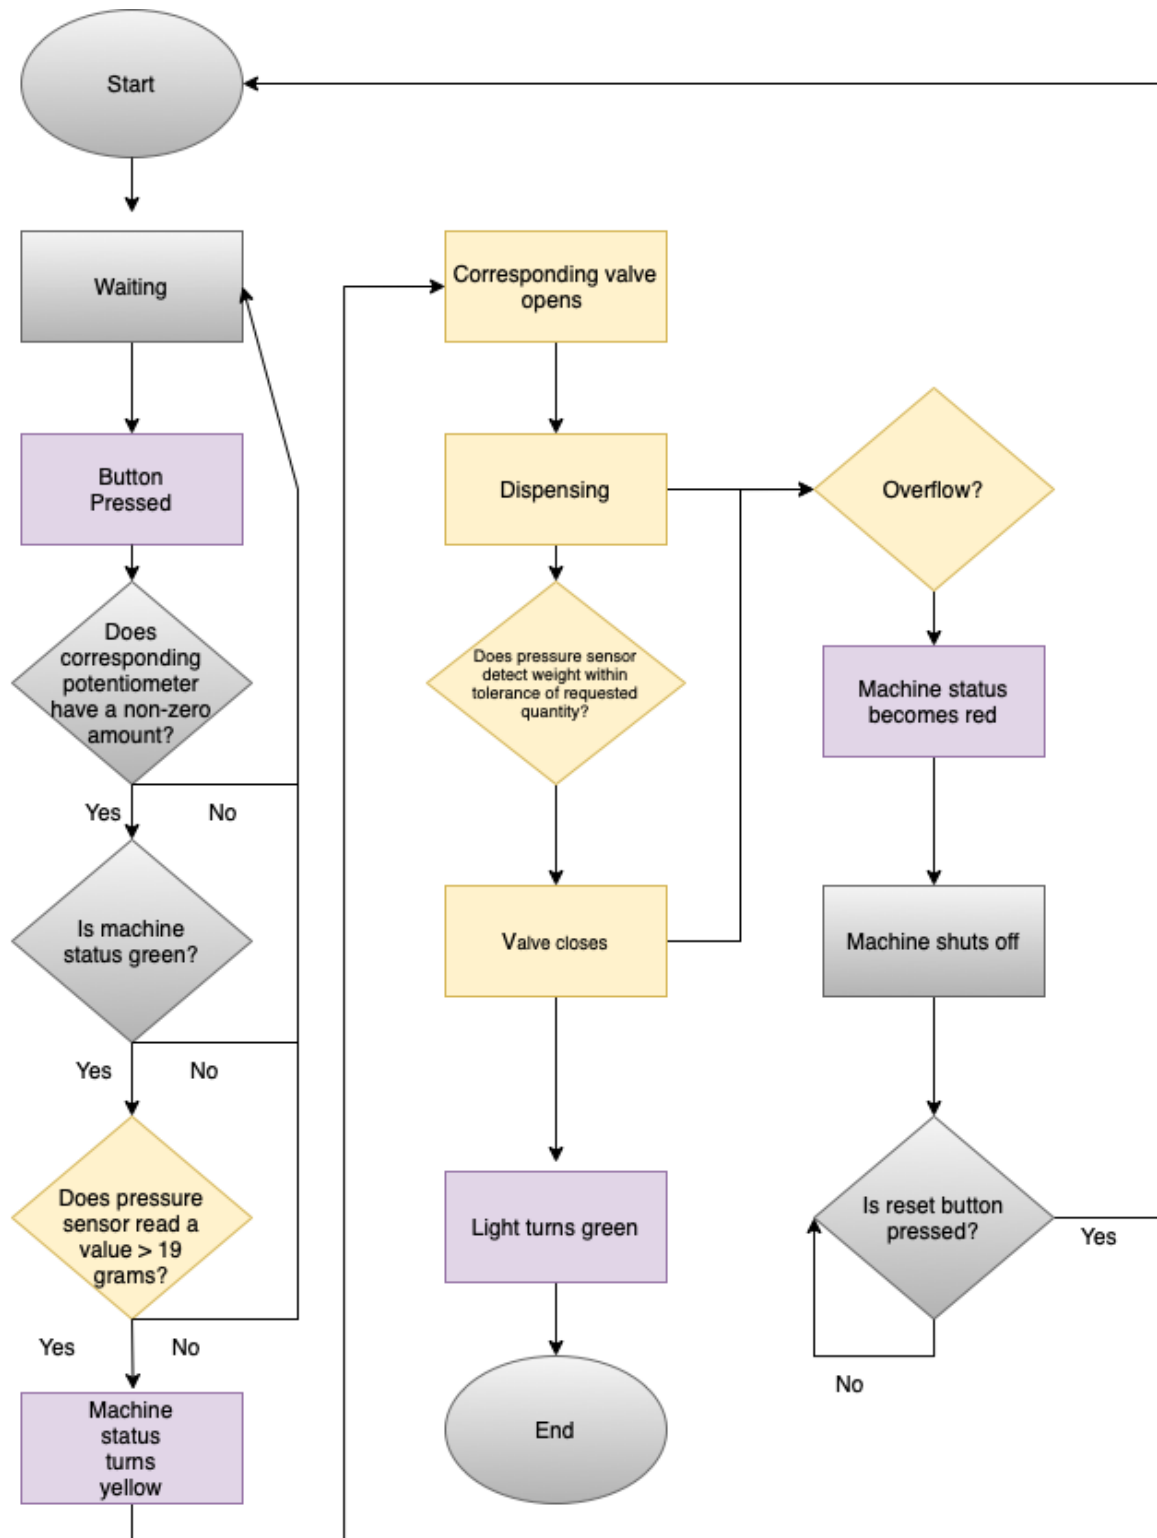 Start
Waiting
Button
Pressed
Does
corresponding
potentiometer
have a non-zero
amount?
Yes
No
Is machine
status green?
Yes
No
Does pressure
sensor read a
value > 19
grams?
Yes
No
Machine
status
turns
yellow
Corresponding valve
opens
Dispensing
Does pressure sensor
detect weight within
tolerance of requested
quantity?
Valve closes
Light turns green
End
Overflow?
Machine status
becomes red
Machine shuts off
Is reset button
pressed?
Yes
No